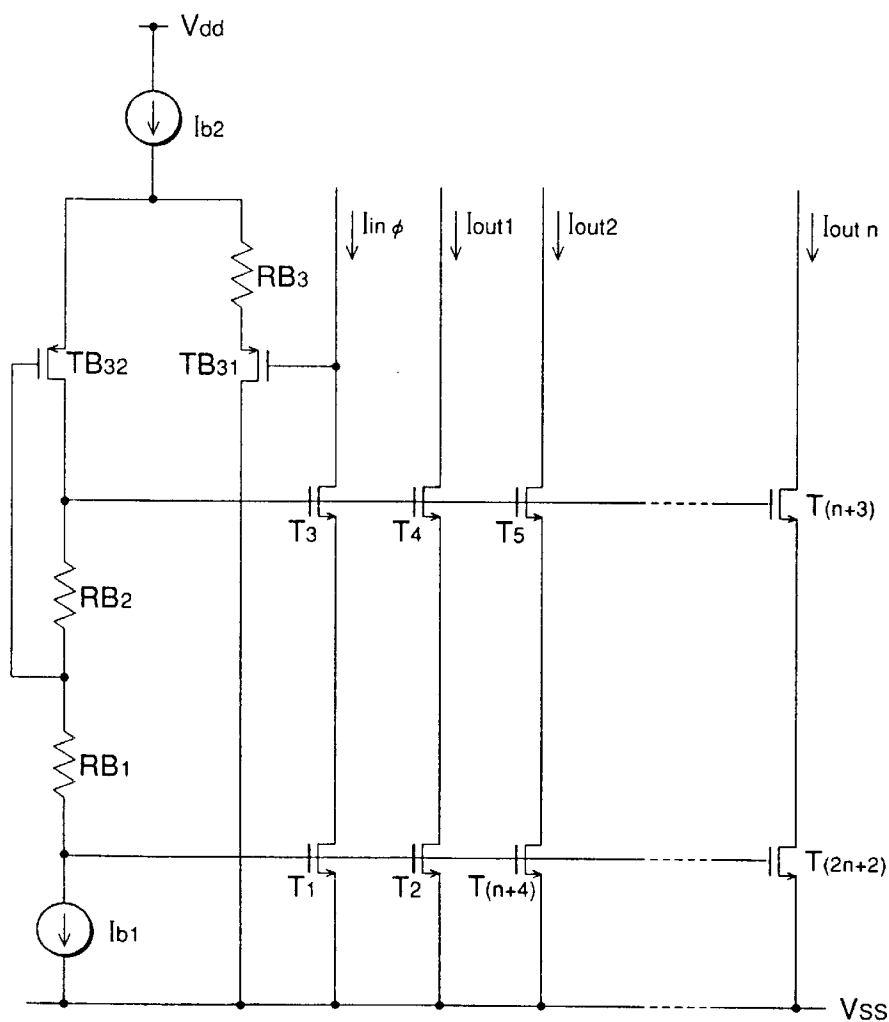 Vdd
Ib2
Iin ϕ
Iout1
Iout2
Iout n
RB3
TB32
TB31
T3
T4
T5
T(n+3)
RB2
RB1
T1
T2
T(n+4)
T(2n+2)
Ib1
Vss